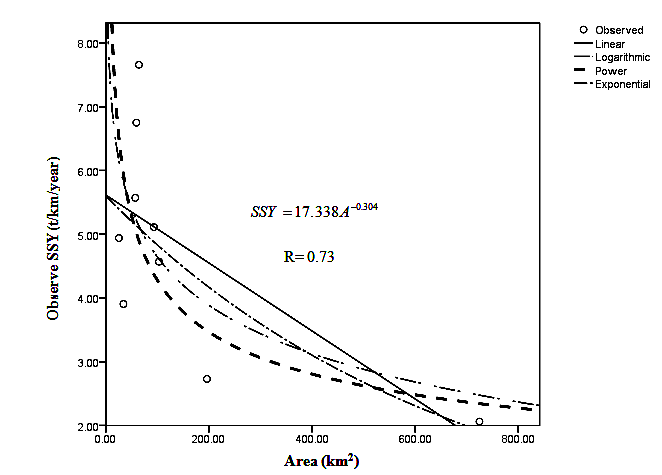 Observed
Linear
Logarithmic
Power
Exponential
8.00
7.00
6.00
5.00
4.00
3.00
2.00
Observe SSY (t/km/year)
SSY = 17.338A^-0.304
R= 0.73
0.00 200.00 400.00 600.00 800.00
Area (km²)